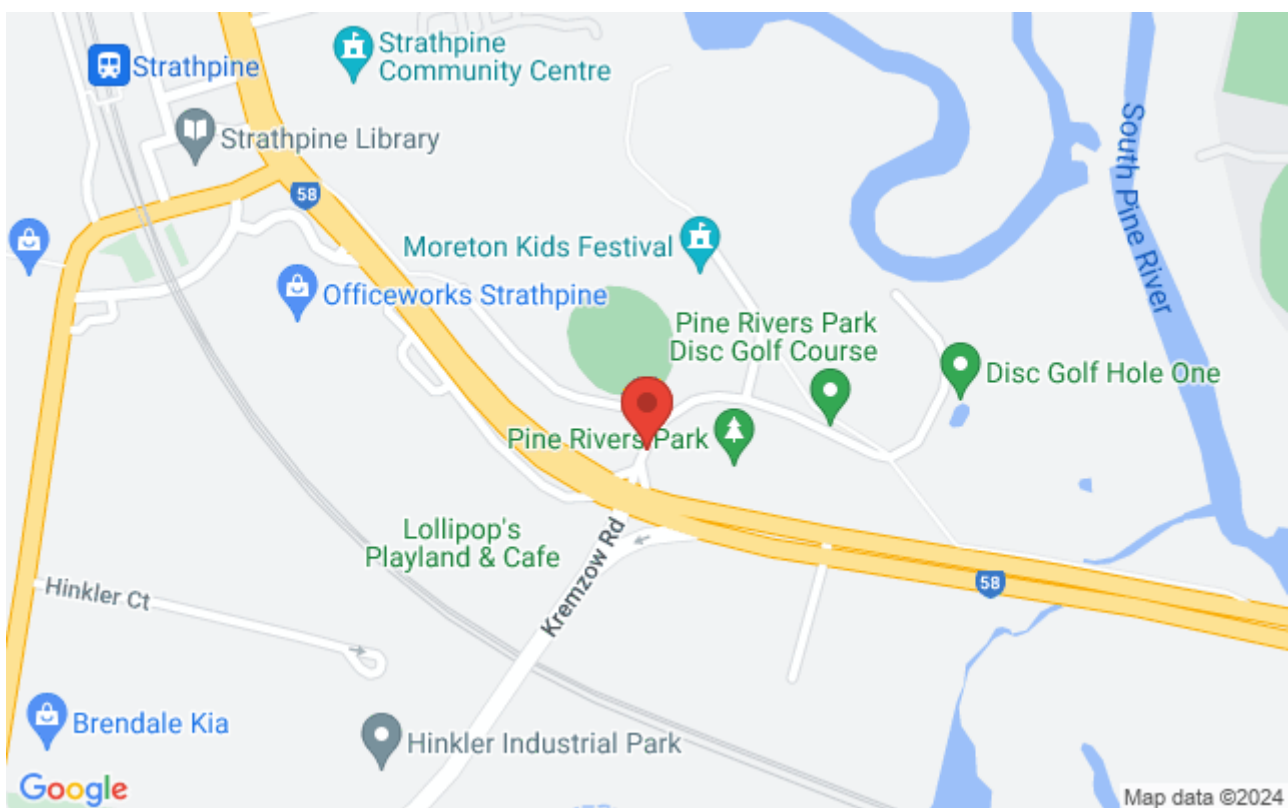 Strathpine
Community Centre
Strathpine
Strathpine Library
58
South Pine River
Moreton Kids Festival
Officeworks Strathpine
Pine Rivers Park
Disc Golf Course
Disc Golf Hole One
Pine Rivers Park
Lollipop's
Playland & Cafe
Kremzow Rd
58
Hinkler Ct
Brendale Kia
Hinkler Industrial Park
Google
Map data ©2024